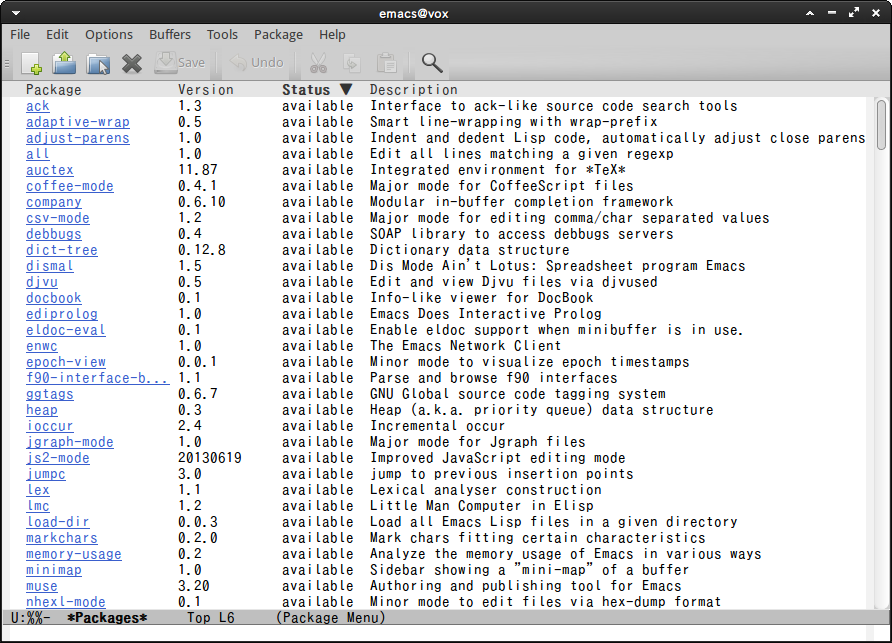 emacs@vox
File Edit Options Buffers Tools Package Help
Save Undo
Package Version Status ▼ Description
ack 1.3 available Interface to ack-like source code search tools
adaptive-wrap 0.5 available Smart line-wrapping with wrap-prefix
adjust-parens 1.0 available Indent and dedent Lisp code, automatically adjust close parens
all 1.0 available Edit all lines matching a given regexp
auctex 11.87 available Integrated environment for *TeX*
coffee-mode 0.4.1 available Major mode for CoffeeScript files
company 0.6.10 available Modular in-buffer completion framework
csv-mode 1.2 available Major mode for editing comma/char separated values
debbugs 0.4 available SOAP library to access debbugs servers
dict-tree 0.12.8 available Dictionary data structure
dismal 1.5 available Dis Mode Ain't Lotus: Spreadsheet program Emacs
djvu 0.5 available Edit and view Djvu files via djvused
docbook 0.1 available Info-like viewer for DocBook
ediprolog 1.0 available Emacs Does Interactive Prolog
eldoc-eval 0.1 available Enable eldoc support when minibuffer is in use.
enwc 1.0 available The Emacs Network Client
epoch-view 0.0.1 available Minor mode to visualize epoch timestamps
f90-interface-b... 1.1 available Parse and browse f90 interfaces
ggtags 0.6.7 available GNU Global source code tagging system
heap 0.3 available Heap (a.k.a. priority queue) data structure
ioccur 2.4 available Incremental occur
jgraph-mode 1.0 available Major mode for Jgraph files
js2-mode 20130619 available Improved JavaScript editing mode
jumpc 3.0 available jump to previous insertion points
lex 1.1 available Lexical analyser construction
lmc 1.2 available Little Man Computer in Elisp
load-dir 0.0.3 available Load all Emacs Lisp files in a given directory
markchars 0.2.0 available Mark chars fitting certain characteristics
memory-usage 0.2 available Analyze the memory usage of Emacs in various ways
minimap 1.0 available Sidebar showing a "mini-map" of a buffer
muse 3.20 available Authoring and publishing tool for Emacs
nhexl-mode 0.1 available Minor mode to edit files via hex-dump format
U:%%- *Packages* Top L6 (Package Menu)